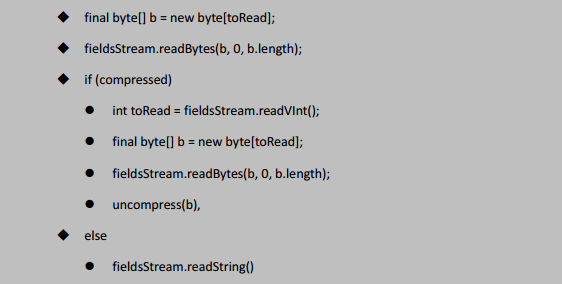 ◆ final byte[] b = new byte[toRead];
◆ fieldsStream.readBytes(b, 0, b.length);
◆ if (compressed)
● int toRead = fieldsStream.readVInt();
● final byte[] b = new byte[toRead];
● fieldsStream.readBytes(b, 0, b.length);
● uncompress(b),
◆ else
● fieldsStream.readString()